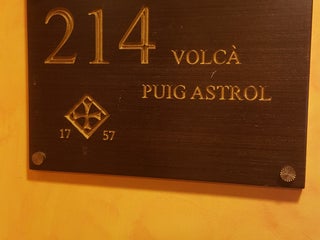 214 VOLCÀ
PUIG ASTROL
17 57